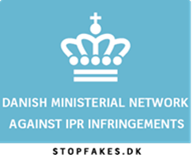 DANISH MINISTERIAL NETWORK
AGAINST IPR INFRINGEMENTS
STOPFAKES.DK